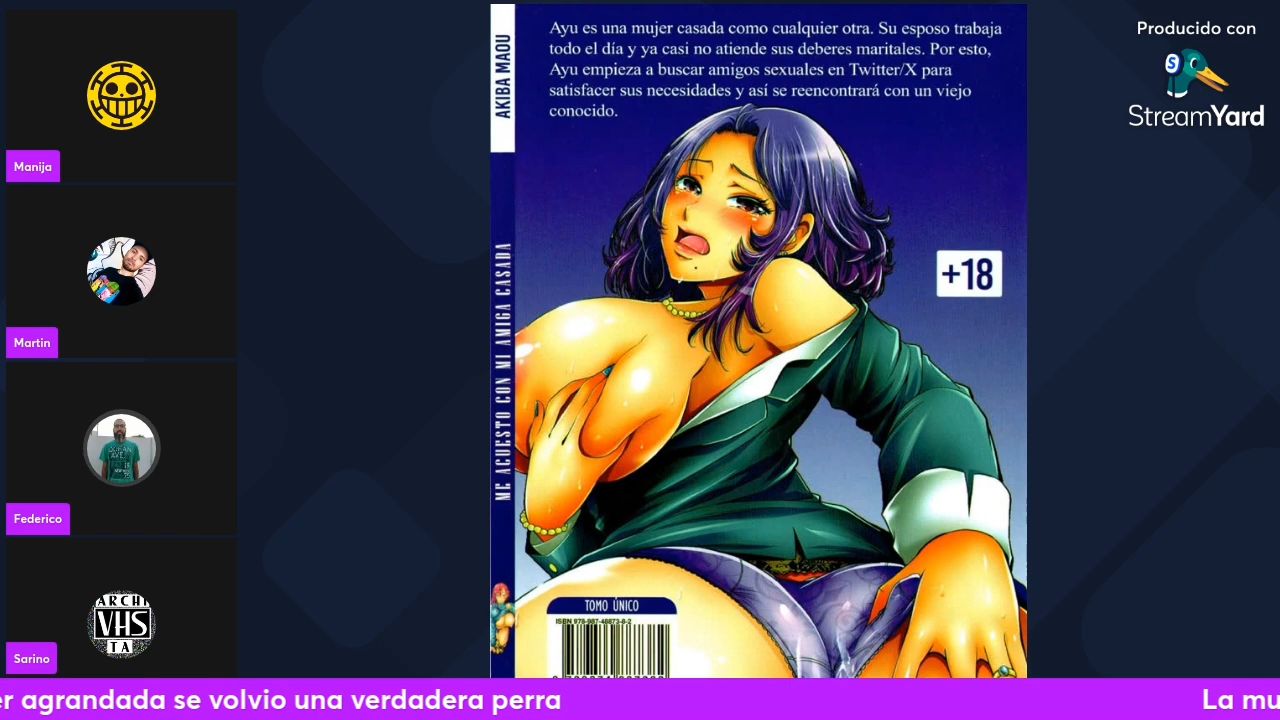 Ayu es una mujer casada como cualquier otra. Su esposo trabaja
todo el día y ya casi no atiende sus deberes maritales. Por esto,
Ayu empieza a buscar amigos sexuales en Twitter/X para
satisfacer sus necesidades y así se reencontrará con un viejo
conocido.
AKIBA MAOU
ME ACUESTO CON MI AMIGA CASADA
+18
TOMO ÚNICO
Producido con
StreamYard
Manija
Martin
Federico
ARCHI
VHS
TA
Sarino
er agrandada se volvio una verdadera perra
La mu